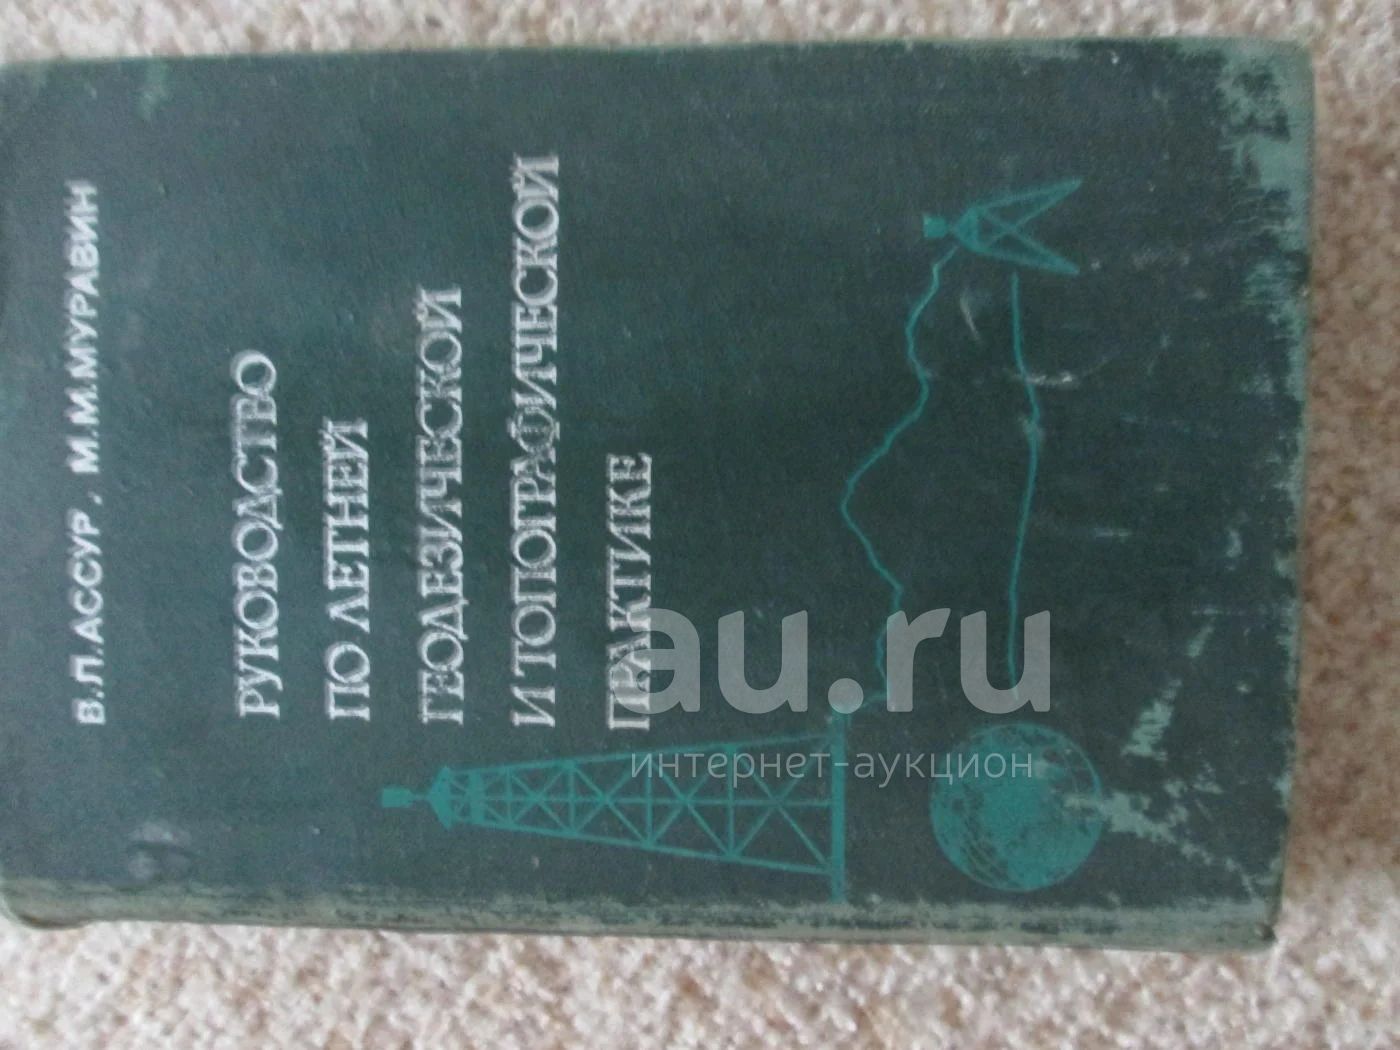 В.П.АССУР, М.М.МУРАВИН
РУКОВОДСТВО
ПО ЛЕТНЕЙ
ГЕОДЕЗИЧЕСКОЙ
И ТОПОГРАФИЧЕСКОЙ
ПРАКТИКЕ
au.ru
интернет-аукцион